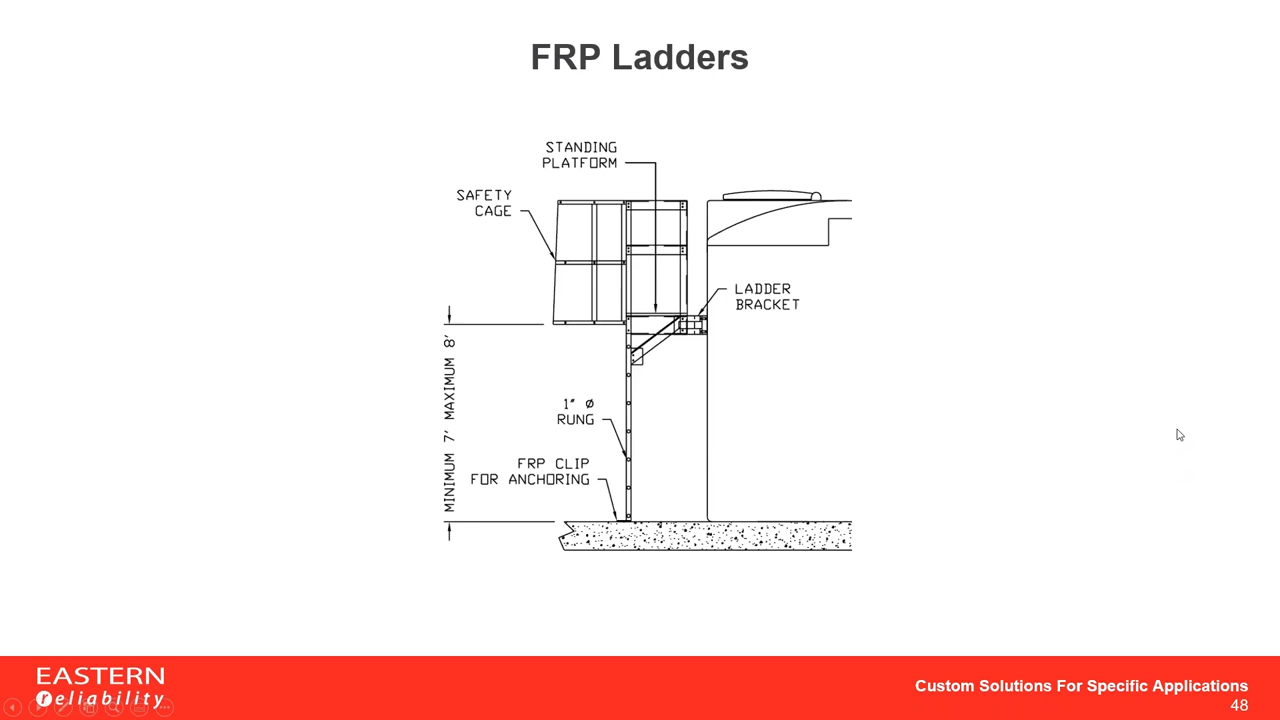 FRP Ladders
STANDING
PLATFORM
SAFETY
CAGE
LADDER
BRACKET
MINIMUM 7' MAXIMUM 8'
1" Ø
RUNG
FRP CLIP
FOR ANCHORING
EASTERN
reliability
Custom Solutions For Specific Applications
48